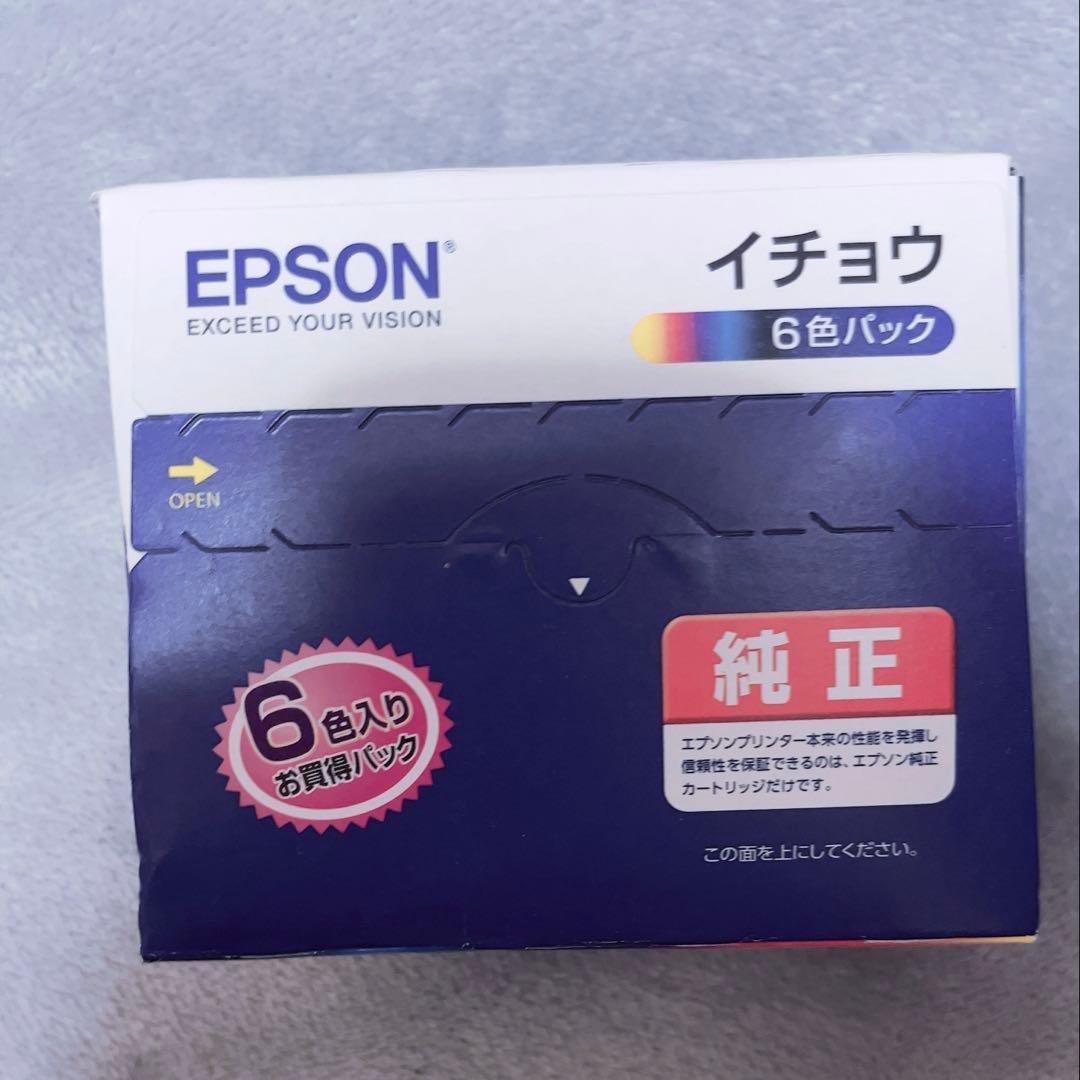 EPSON®
EXCEED YOUR VISION
イチョウ
6色パック
OPEN
6色入り
お買得パック
純正
エプソンプリンター本来の性能を発揮し
信頼性を保証できるのは、エプソン純正
カートリッジだけです。
この面を上にしてください。